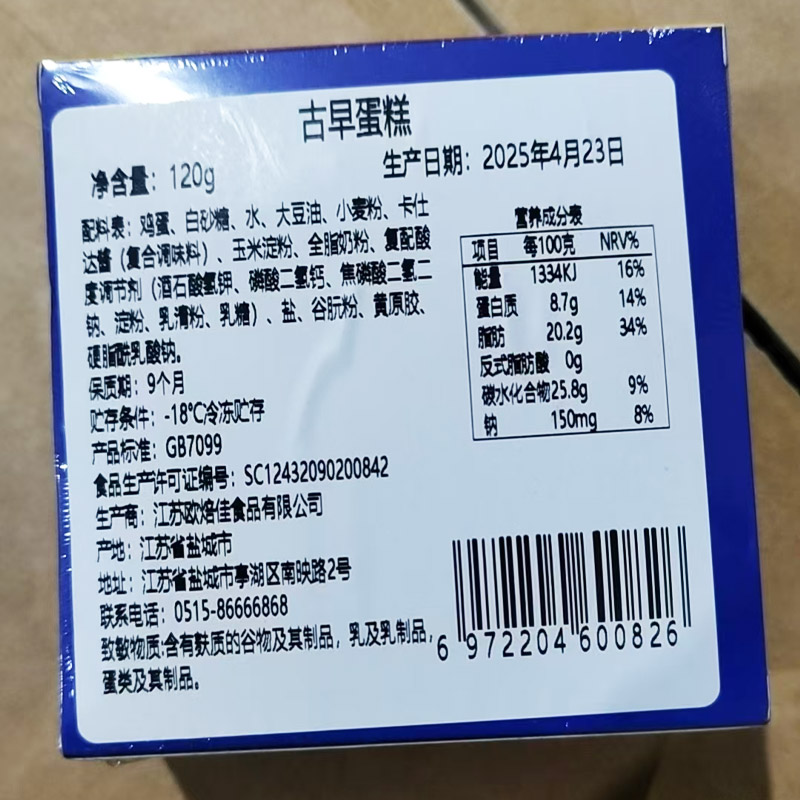 古早蛋糕
净含量：120g
生产日期：2025年4月23日
配料表：鸡蛋、白砂糖、水、大豆油、小麦粉、卡仕
达酱（复合调味料）、玉米淀粉、全脂奶粉、复配酸
度调节剂（酒石酸氢钾、磷酸二氢钙、焦磷酸二氢二
钠、淀粉、乳清粉、乳糖）、盐、谷朊粉、黄原胶、
硬脂酰乳酸钠。
保质期：9个月
贮存条件：-18℃冷冻贮存
产品标准：GB7099
食品生产许可证编号：SC12432090200842
生产商：江苏欧焙佳食品有限公司
产地：江苏省盐城市
地址：江苏省盐城市亭湖区南映路2号
联系电话：0515-86666868
致敏物质:含有麸质的谷物及其制品，乳及乳制品，
蛋类及其制品。
营养成分表
项目 每100克 NRV%
能量 1334KJ 16%
蛋白质 8.7g 14%
脂肪 20.2g 34%
反式脂肪酸 0g
碳水化合物 25.8g 9%
钠 150mg 8%
6 972204 600826